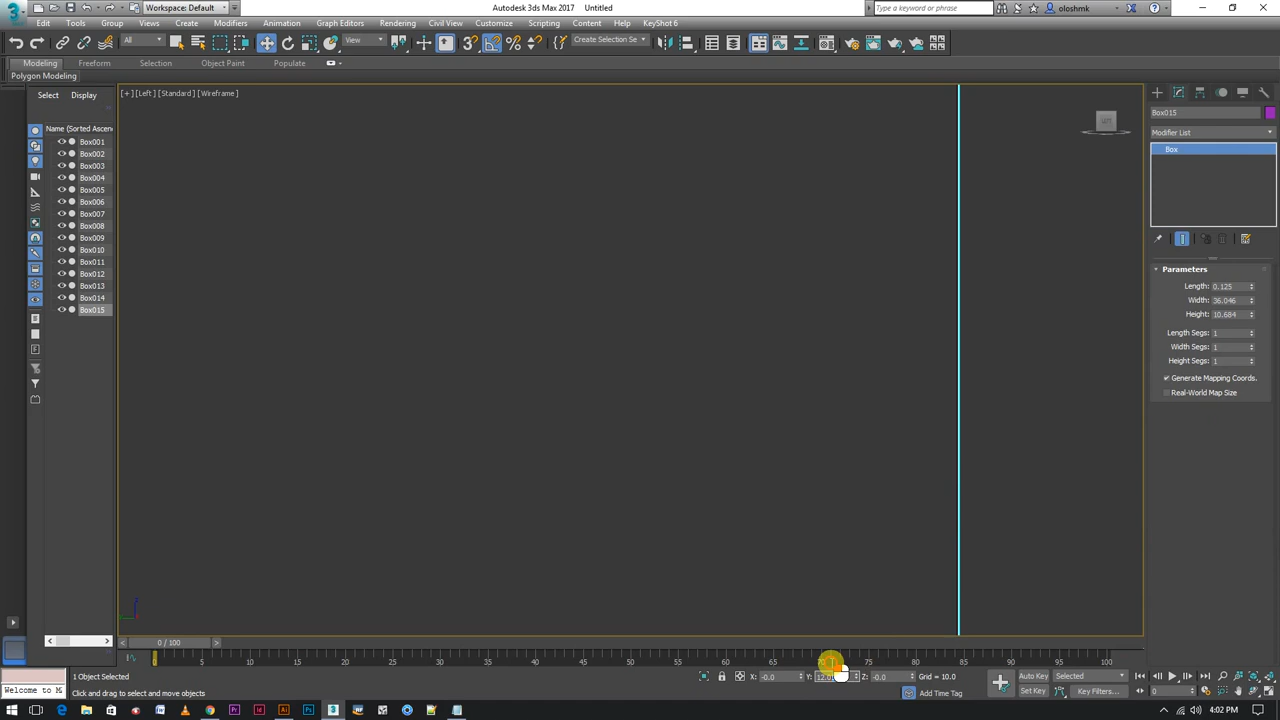 3 Workspace: Default Autodesk 3ds Max 2017 Untitled Type a keyword or phrase oloshmk
MAX
Edit Tools Group Views Create Modifiers Animation Graph Editors Rendering Civil View Customize Scripting Content Help KeyShot 6
All View 3 Create Selection Se
Modeling Freeform Selection Object Paint Populate
Polygon Modeling
Select Display
[+] [Left] [Standard] [Wireframe]
Name (Sorted Ascen
Box001
Box002
Box003
Box004
Box005
Box006
Box007
Box008
Box009
Box010
Box011
Box012
Box013
Box014
Box015
Box015
Modifier List
Box
Parameters
Length: 0.125
Width: 36.046
Height: 10.684
Length Segs: 1
Width Segs: 1
Height Segs: 1
Generate Mapping Coords.
Real-World Map Size
0 / 100
0 5 10 15 20 25 30 35 40 45 50 55 60 65 70 75 80 85 90 95 100
1 Object Selected X: -0.0 Y: Z: -0.0 Grid = 10.0 Auto Key Selected
Welcome to M Click and drag to select and move objects Add Time Tag Set Key Key Filters... 0
4:02 PM